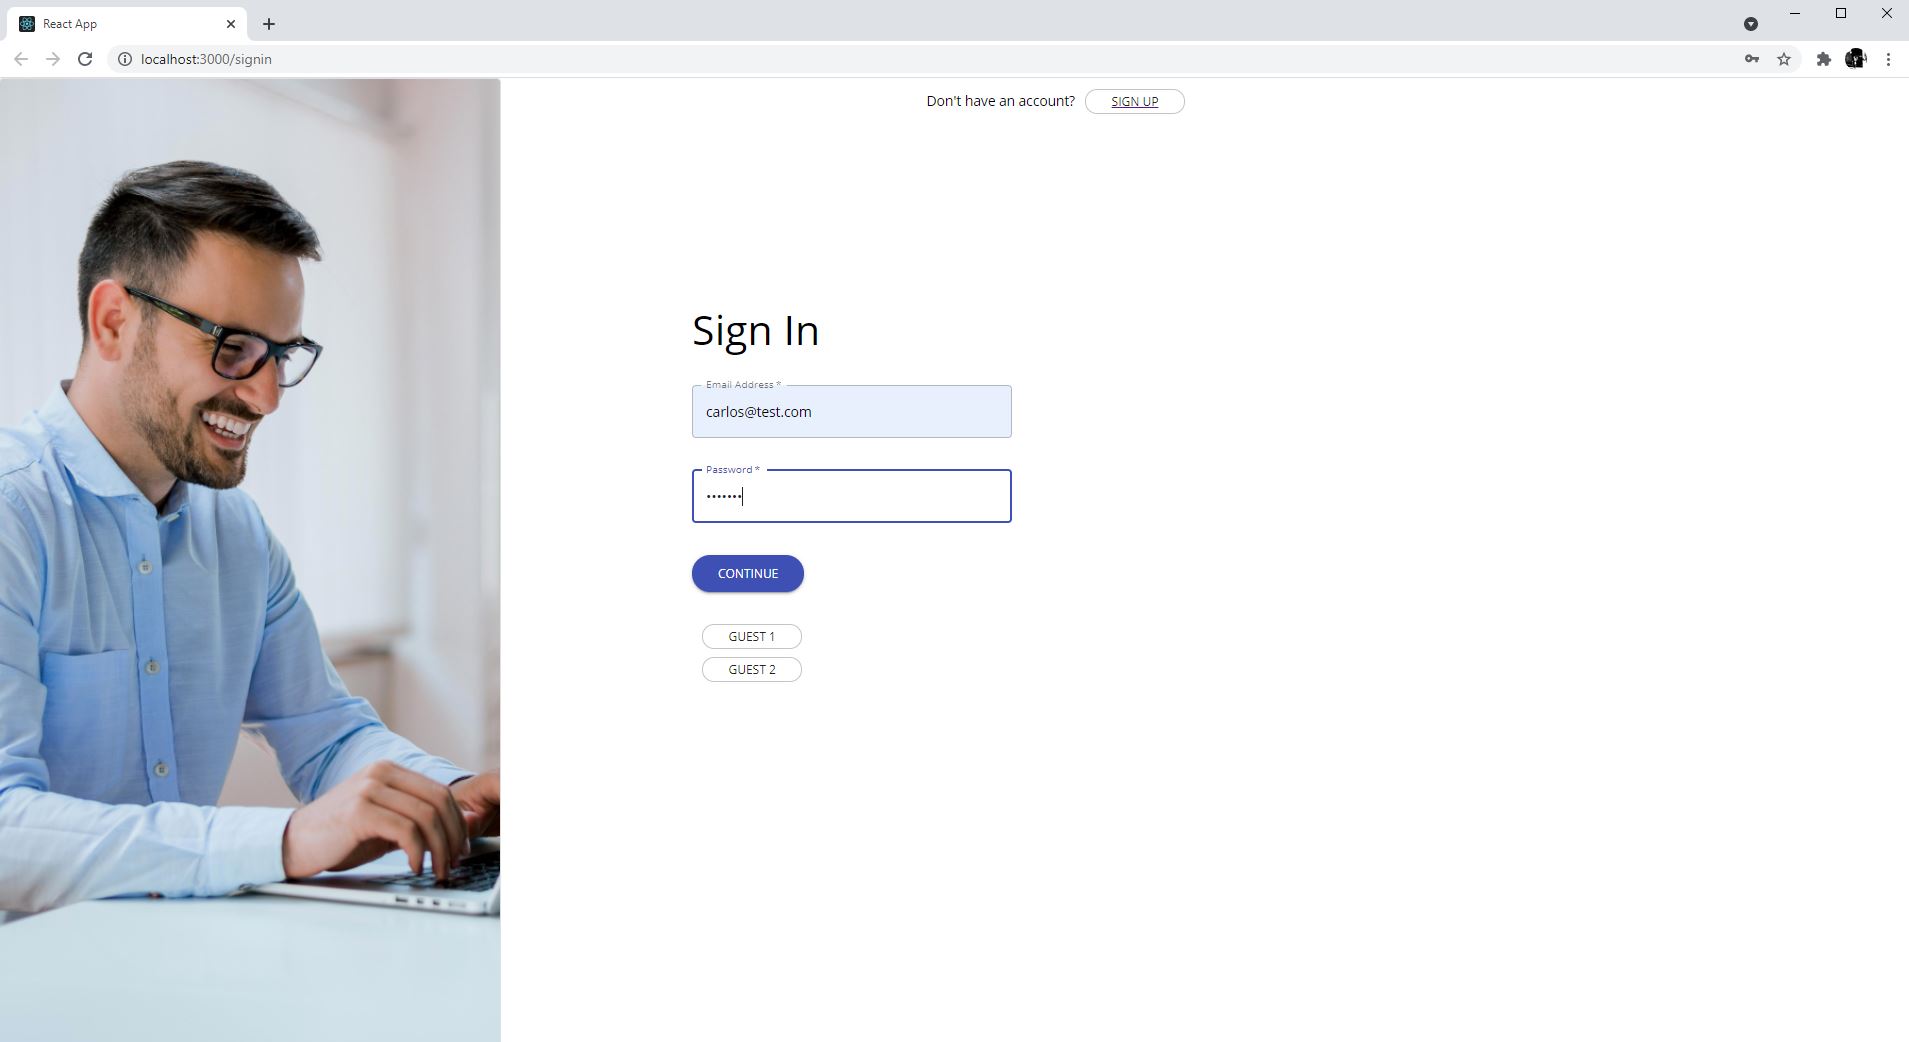 React App
localhost:3000/signin
Don't have an account? SIGN UP
Sign In
Email Address *
carlos@test.com
Password *
•••••••
CONTINUE
GUEST 1
GUEST 2